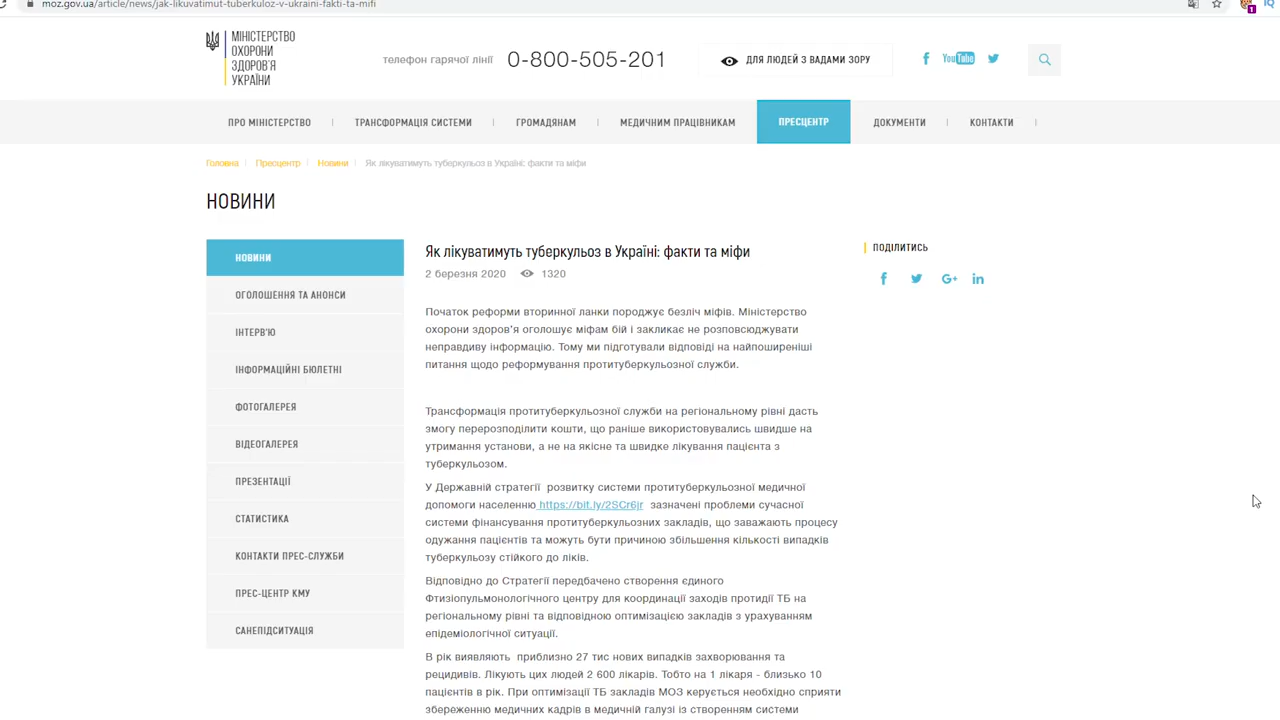 moz.gov.ua/article/news/jak-likuvatimut-tuberkuloz-v-ukraini-fakti-ta-mifi
МІНІСТЕРСТВО
ОХОРОНИ
ЗДОРОВ'Я
УКРАЇНИ
телефон гарячої лінії 0-800-505-201
ДЛЯ ЛЮДЕЙ З ВАДАМИ ЗОРУ
YouTube
ПРО МІНІСТЕРСТВО
ТРАНСФОРМАЦІЯ СИСТЕМИ
ГРОМАДЯНАМ
МЕДИЧНИМ ПРАЦІВНИКАМ
ПРЕСЦЕНТР
ДОКУМЕНТИ
КОНТАКТИ
Головна Пресцентр Новини Як лікуватимуть туберкульоз в Україні: факти та міфи
НОВИНИ
НОВИНИ
ОГОЛОШЕННЯ ТА АНОНСИ
ІНТЕРВ'Ю
ІНФОРМАЦІЙНІ БЮЛЕТНІ
ФОТОГАЛЕРЕЯ
ВІДЕОГАЛЕРЕЯ
ПРЕЗЕНТАЦІЇ
СТАТИСТИКА
КОНТАКТИ ПРЕС-СЛУЖБИ
ПРЕС-ЦЕНТР КМУ
САНЕПІДСИТУАЦІЯ
Як лікуватимуть туберкульоз в Україні: факти та міфи
2 березня 2020 1320
Початок реформи вторинної ланки породжує безліч міфів. Міністерство
охорони здоров'я оголошує міфам бій і закликає не розповсюджувати
неправдиву інформацію. Тому ми підготували відповіді на найпоширеніші
питання щодо реформування протитуберкульозної служби.
Трансформація протитуберкульозної служби на регіональному рівні дасть
змогу перерозподілити кошти, що раніше використовувались швидше на
утримання установи, а не на якісне та швидке лікування пацієнта з
туберкульозом.
У Державній стратегії розвитку системи протитуберкульозної медичної
допомоги населенню https://bit.ly/2SCr6jr зазначені проблеми сучасної
системи фінансування протитуберкульозних закладів, що заважають процесу
одужання пацієнтів та можуть бути причиною збільшення кількості випадків
туберкульозу стійкого до ліків.
Відповідно до Стратегії передбачено створення єдиного
Фтизіопульмонологічного центру для координації заходів протидії ТБ на
регіональному рівні та відповідною оптимізацією закладів з урахуванням
епідеміологічної ситуації.
В рік виявляють приблизно 27 тис нових випадків захворювання та
рецидивів. Лікують цих людей 2 600 лікарів. Тобто на 1 лікаря - близько 10
пацієнтів в рік. При оптимізації ТБ закладів МОЗ керується необхідно сприяти
збереженню медичних кадрів в медичній галузі із створенням системи
ПОДІЛИТИСЬ